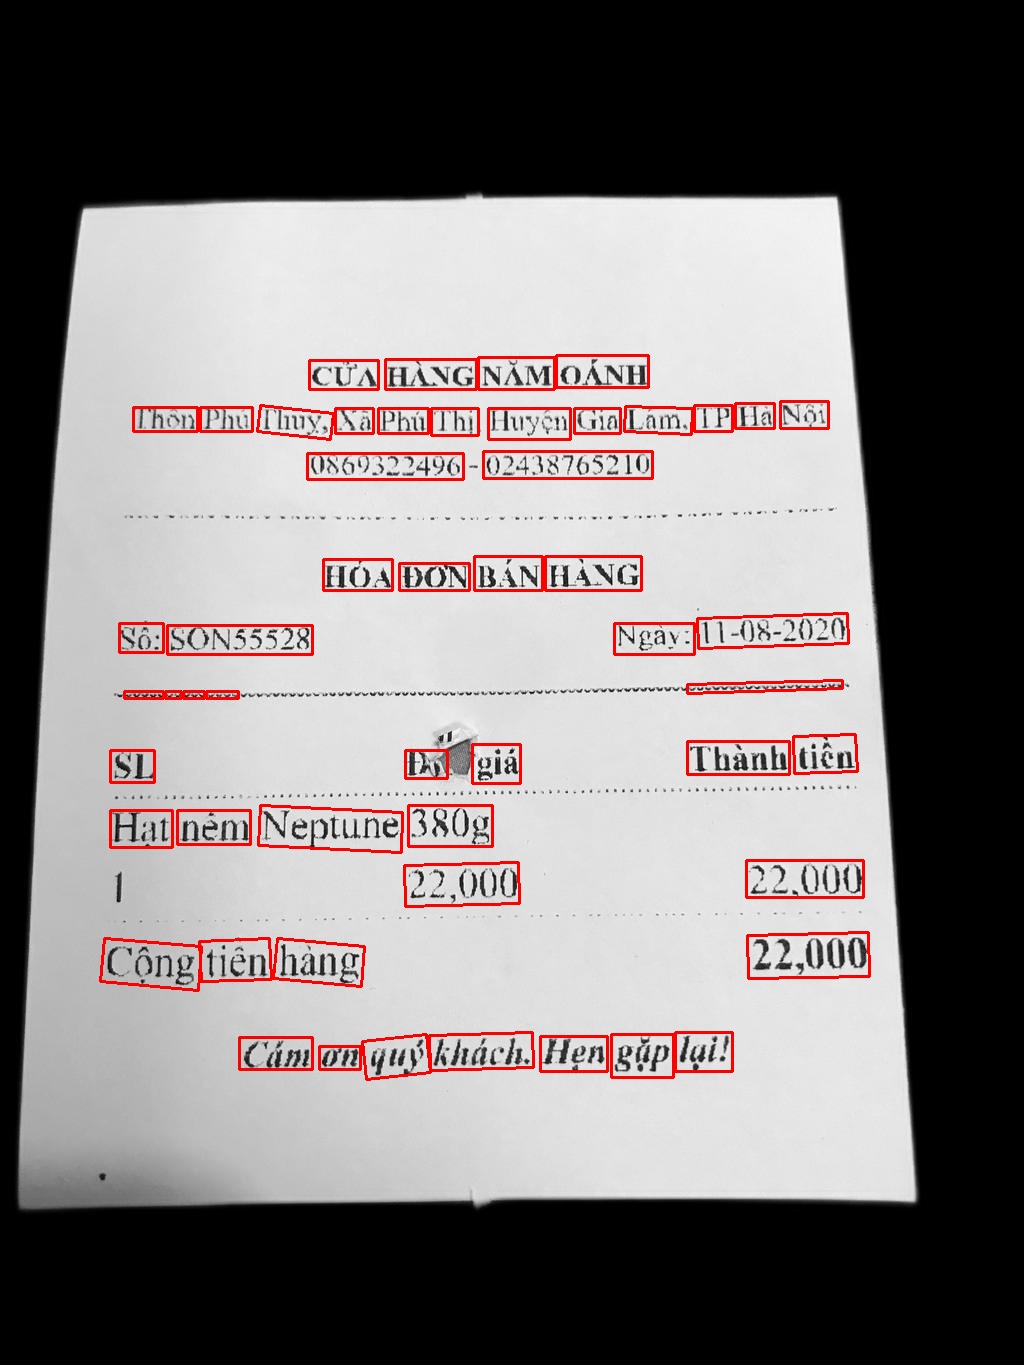 CỬA HÀNG NĂM OÁNH
Thôn Phú Thuỵ, Xã Phú Thị Huyện Gia Lâm, TP Hà Nội
0869322496 - 02438765210
HÓA ĐƠN BÁN HÀNG
Số: SON55528 Ngày: 11-08-2020
SL giá Thành tiền
Hạt nêm Neptune 380g
1 22,000 22,000
Cộng tiền hàng 22,000
Cám ơn quý khách. Hẹn gặp lại!